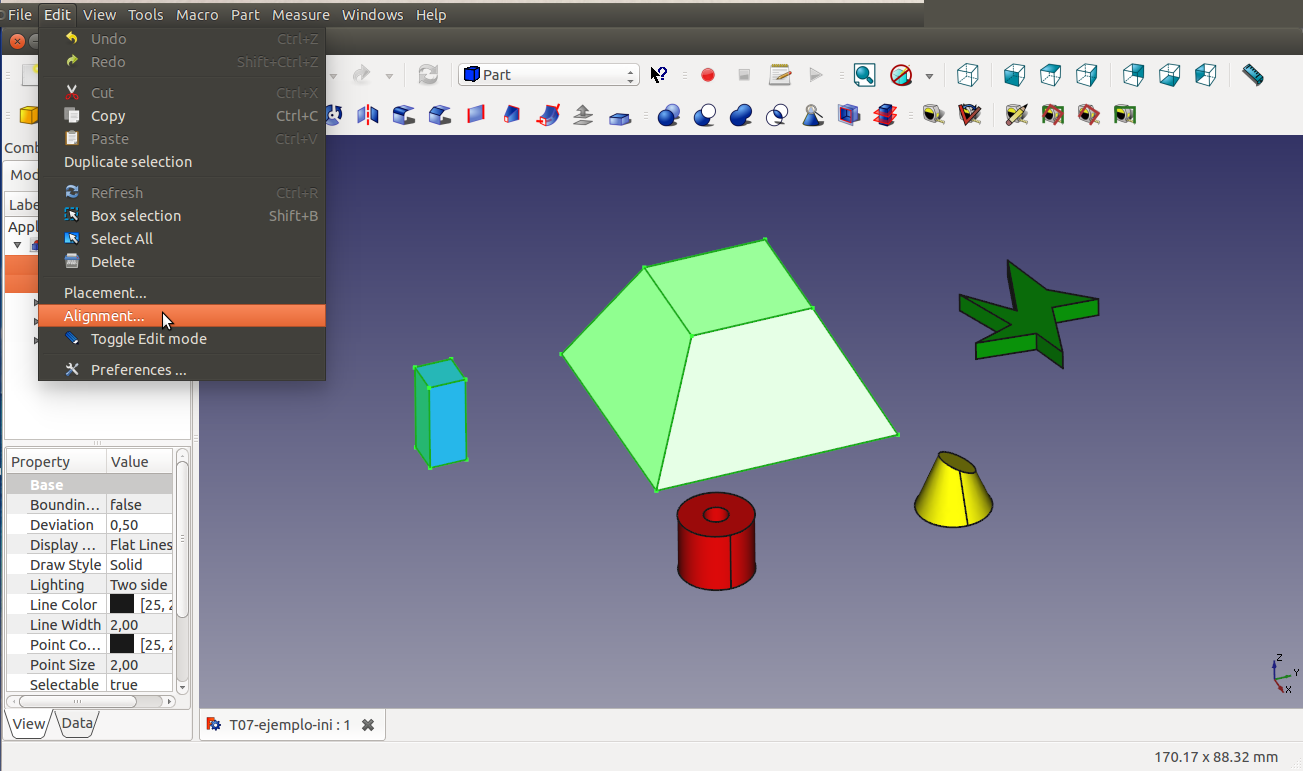 File Edit View Tools Macro Part Measure Windows Help
Undo Ctrl+Z
Redo Shift+Ctrl+Z
Cut Ctrl+X
Copy Ctrl+C
Paste Ctrl+V
Duplicate selection
Refresh Ctrl+R
Box selection Shift+B
Select All
Delete
Placement...
Alignment...
Toggle Edit mode
Preferences ...
Part
Comb
Mod
Labe
Appl
Property Value
Base
Boundin... false
Deviation 0,50
Display ... Flat Lines
Draw Style Solid
Lighting Two side
Line Color [25, 2
Line Width 2,00
Point Co... [25, 2
Point Size 2,00
Selectable true
View Data
T07-ejemplo-ini : 1
Z
Y
X
170.17 x 88.32 mm